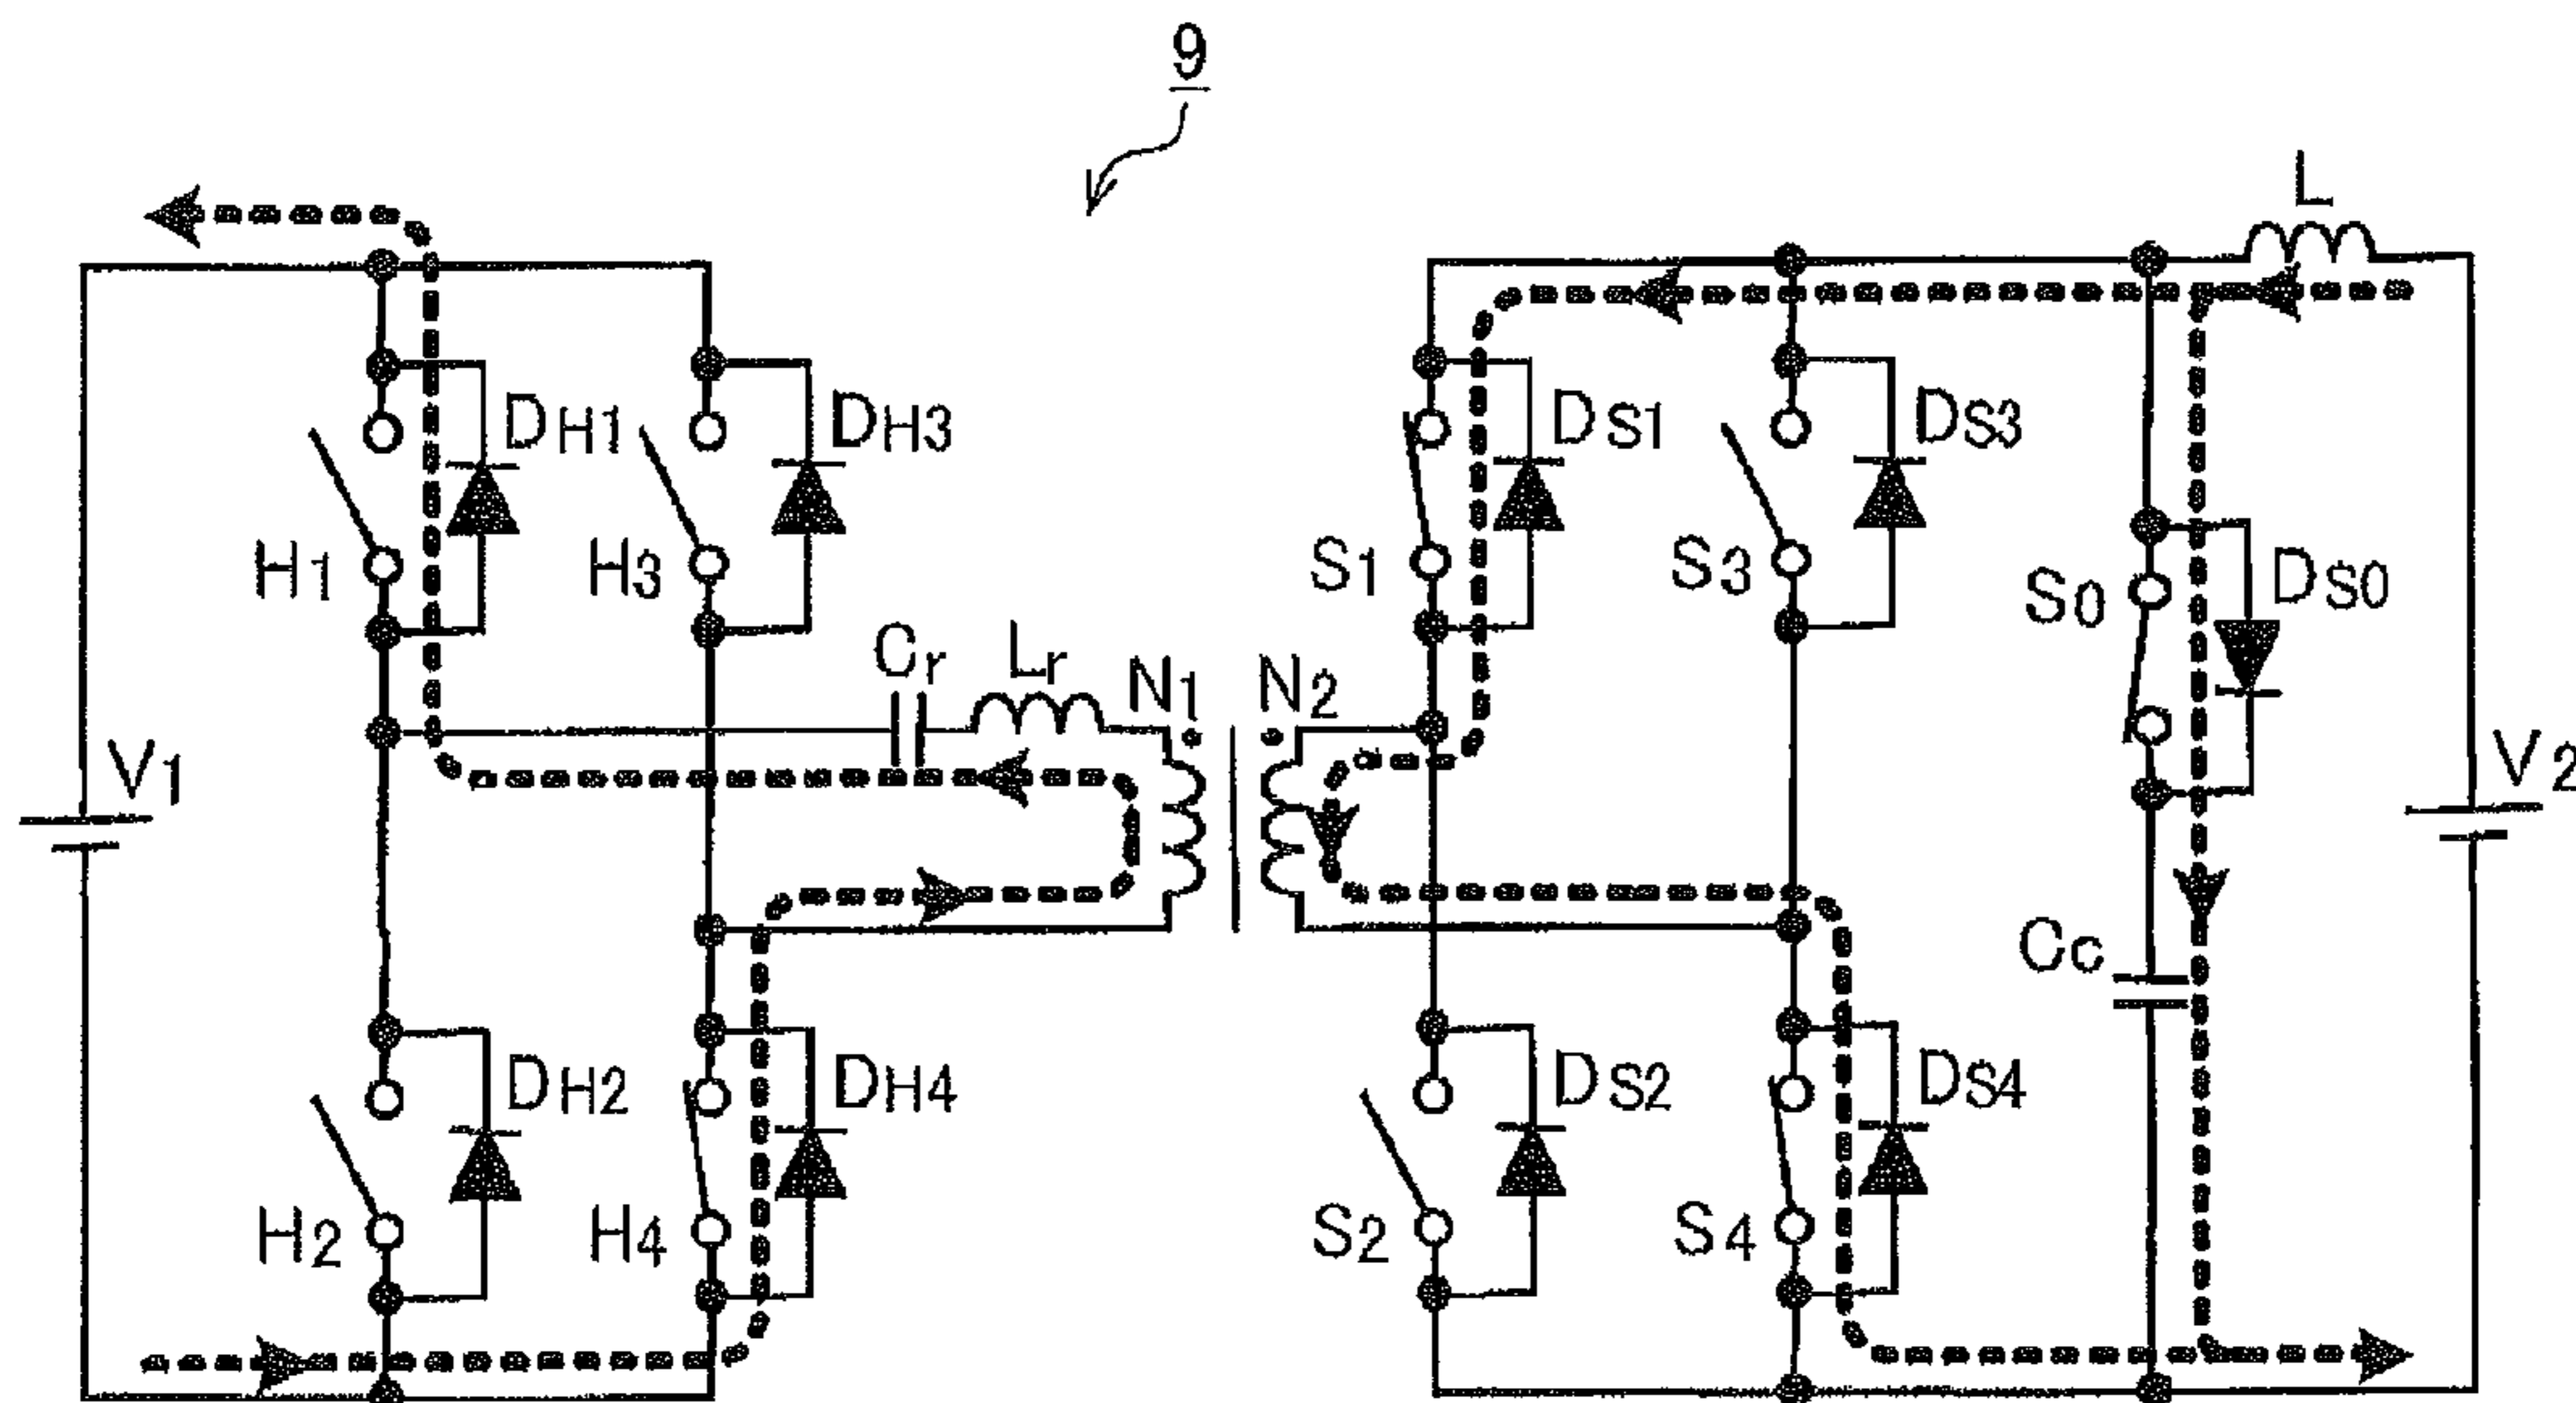 9
L
DH1
DH3
DS1
DS3
H1
H3
S1
S3
S0
DS0
Cr
Lr
N1
N2
V1
V2
Cc
DH2
DH4
DS2
DS4
H2
H4
S2
S4